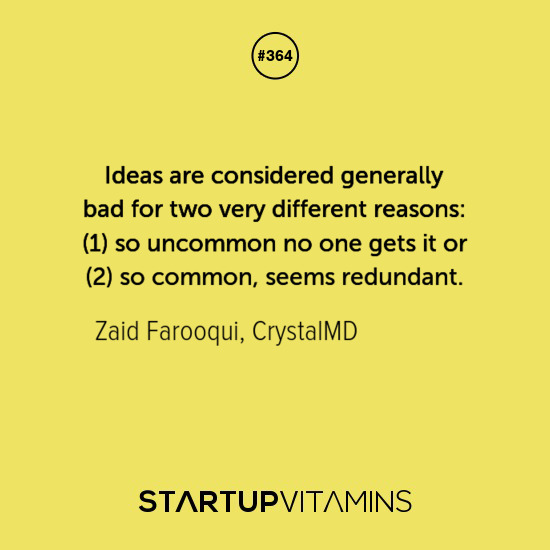 #364
Ideas are considered generally
bad for two very different reasons:
(1) so uncommon no one gets it or
(2) so common, seems redundant.
Zaid Farooqui, CrystalMD
STARTUPVITAMINS